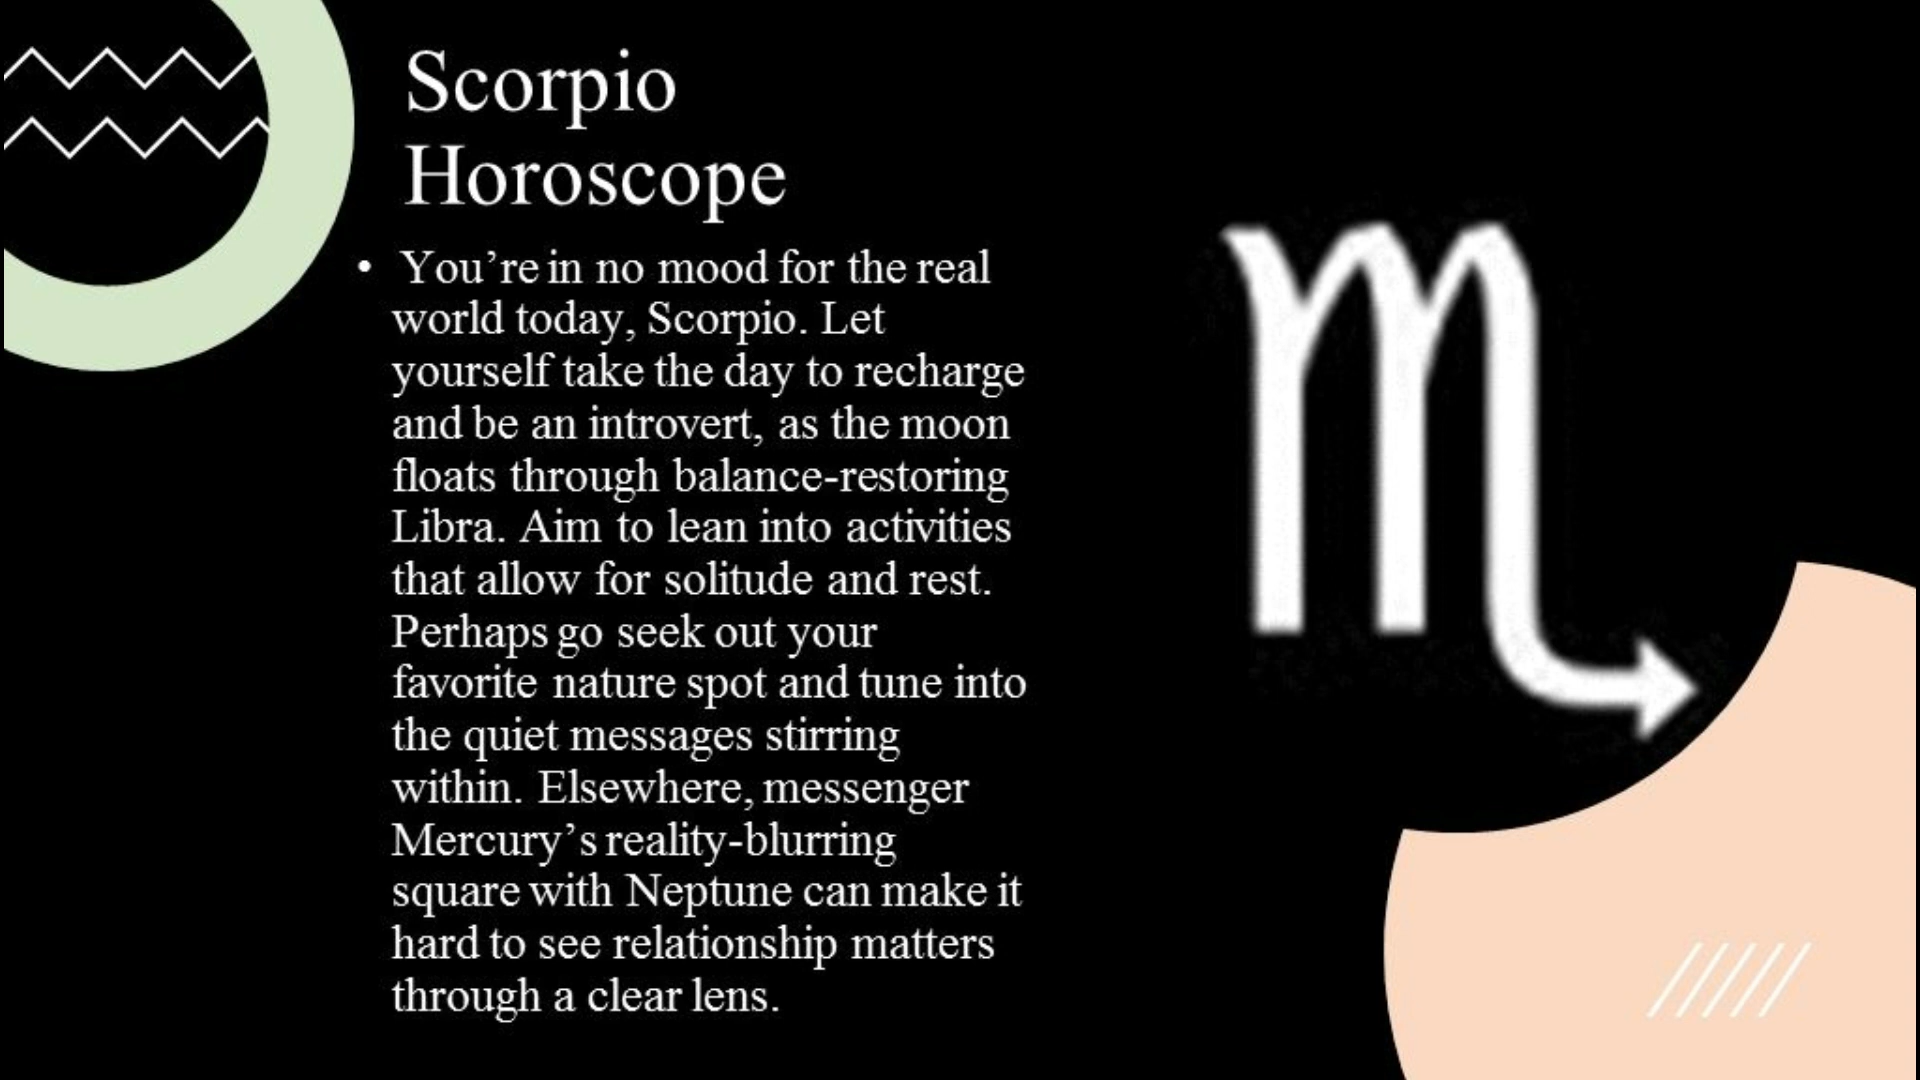 Scorpio
Horoscope
• You’re in no mood for the real
world today, Scorpio. Let
yourself take the day to recharge
and be an introvert, as the moon
floats through balance-restoring
Libra. Aim to lean into activities
that allow for solitude and rest.
Perhaps go seek out your
favorite nature spot and tune into
the quiet messages stirring
within. Elsewhere, messenger
Mercury’s reality-blurring
square with Neptune can make it
hard to see relationship matters
through a clear lens.